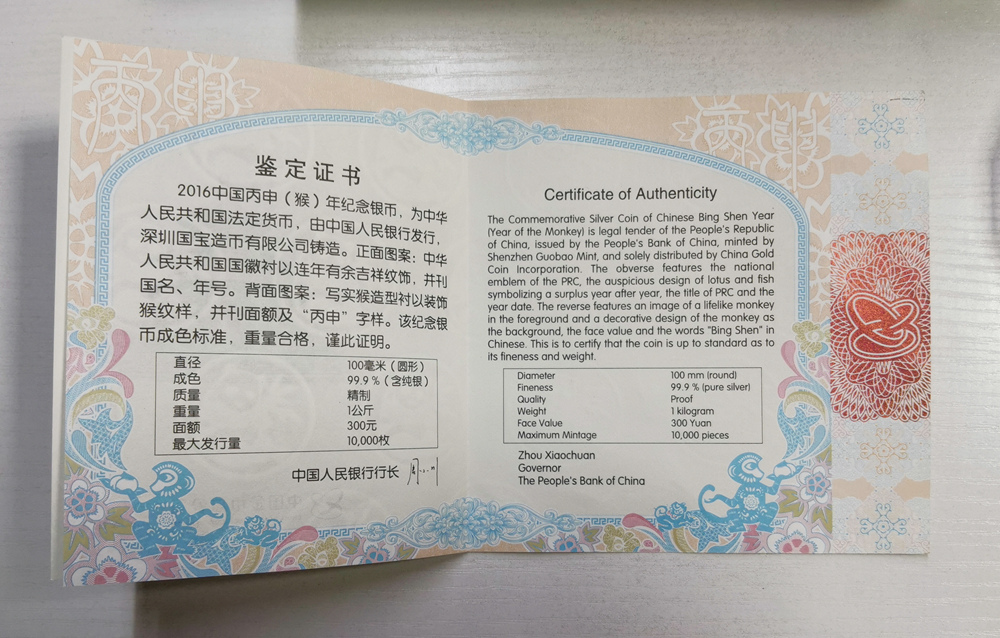 鉴定证书
2016中国丙申（猴）年纪念银币，为中华
人民共和国法定货币，由中国人民银行发行，
深圳国宝造币有限公司铸造。正面图案：中华
人民共和国国徽衬以连年有余吉祥纹饰，并刊
国名、年号。背面图案：写实猴造型衬以装饰
猴纹样，并刊面额及“丙申”字样。该纪念银
币成色标准，重量合格，谨此证明。
直径 100毫米（圆形）
成色 99.9％（含纯银）
质量 精制
重量 1公斤
面额 300元
最大发行量 10,000枚
中国人民银行行长
Certificate of Authenticity
The Commemorative Silver Coin of Chinese Bing Shen Year
(Year of the Monkey) is legal tender of the People's Republic
of China, issued by the People's Bank of China, minted by
Shenzhen Guobao Mint, and solely distributed by China Gold
Coin Incorporation. The obverse features the national
emblem of the PRC, the auspicious design of lotus and fish
symbolizing a surplus year after year, the title of PRC and the
year date. The reverse features an image of a lifelike monkey
in the foreground and a decorative design of the monkey as
the background, the face value and the words "Bing Shen" in
Chinese. This is to certify that the coin is up to standard as to
its fineness and weight.
Diameter 100 mm (round)
Fineness 99.9 % (pure silver)
Quality Proof
Weight 1 kilogram
Face Value 300 Yuan
Maximum Mintage 10,000 pieces
Zhou Xiaochuan
Governor
The People's Bank of China